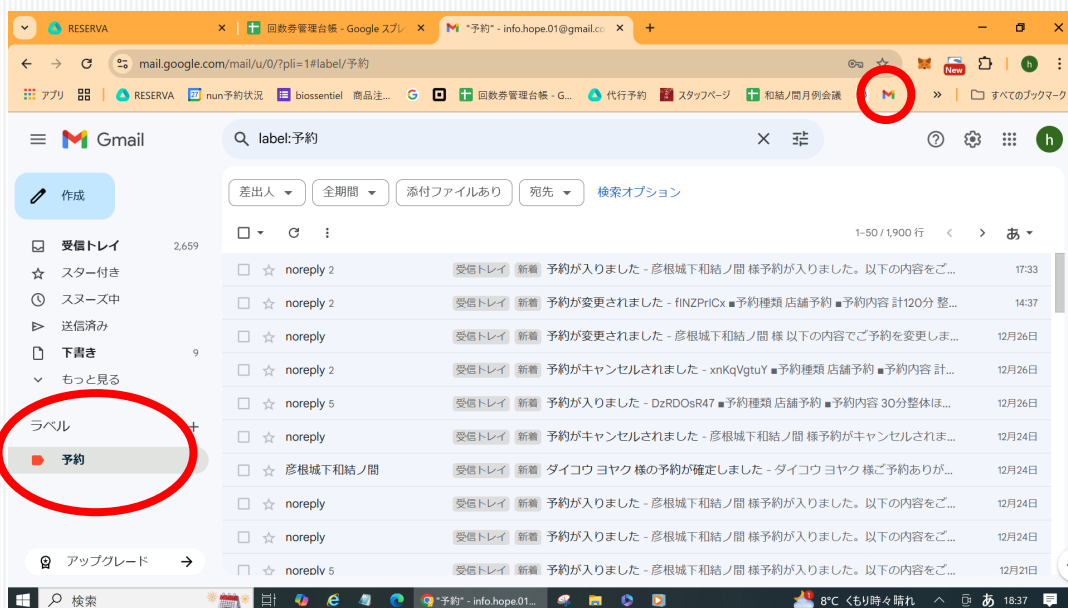 RESERVA
回数券管理台帳 - Google スプレ
"予約" - info.hope.01@gmail.co
mail.google.com/mail/u/0/?pli=1#label/予約
New
h
アプリ
RESERVA
27
nun予約状況
biossentiel 商品注...
G
回数券管理台帳 - G...
代行予約
スタッフページ
和結ノ間月例会議
»
すべてのブックマーク
Gmail
label:予約
h
作成
差出人
全期間
添付ファイルあり
宛先
検索オプション
1–50 / 1,900 行
あ
受信トレイ 2,659
スター付き
スヌーズ中
送信済み
下書き 9
もっと見る
ラベル +
予約
アップグレード
noreply 2 受信トレイ 新着 予約が入りました - 彦根城下和結ノ間 様予約が入りました。以下の内容をご... 17:33
noreply 2 受信トレイ 新着 予約が変更されました - fINZPrICx ■予約種類 店舗予約 ■予約内容 計120分 整... 14:37
noreply 受信トレイ 新着 予約が変更されました - 彦根城下和結ノ間 様 以下の内容でご予約を変更しま... 12月26日
noreply 2 受信トレイ 新着 予約がキャンセルされました - xnKqVgtuY ■予約種類 店舗予約 ■予約内容 計... 12月26日
noreply 5 受信トレイ 新着 予約が入りました - DzRDOsR47 ■予約種類 店舗予約 ■予約内容 30分整体ほ... 12月26日
noreply 受信トレイ 新着 予約がキャンセルされました - 彦根城下和結ノ間 様予約がキャンセルされま... 12月24日
彦根城下和結ノ間 受信トレイ 新着 ダイコウ ヨヤク 様の予約が確定しました - ダイコウ ヨヤク 様ご予約ありが... 12月24日
noreply 受信トレイ 新着 予約が入りました - 彦根城下和結ノ間 様予約が入りました。以下の内容をご... 12月24日
noreply 受信トレイ 新着 予約が入りました - 彦根城下和結ノ間 様予約が入りました。以下の内容をご... 12月24日
noreply 5 受信トレイ 新着 予約が入りました - 彦根城下和結ノ間 様予約が入りました。以下の内容をご... 12月21日
検索
"予約" - info.hope.01...
8°C くもり時々晴れ
あ
18:37